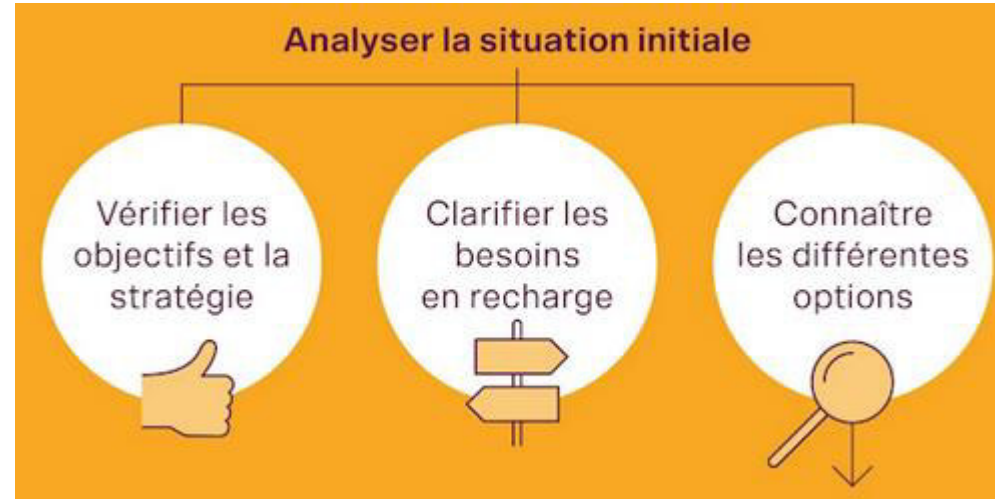 Analyser la situation initiale
Vérifier les
objectifs et la
stratégie
Clarifier les
besoins
en recharge
Connaître
les différentes
options